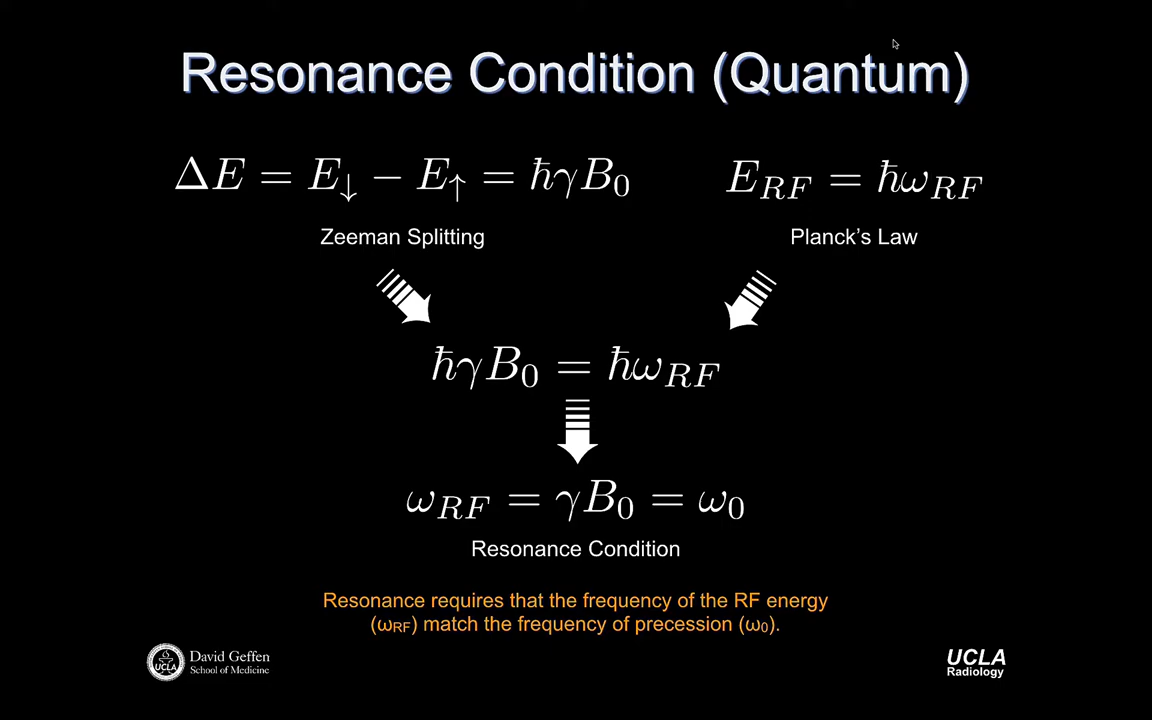 Resonance Condition (Quantum)
ΔE = E↓ − E↑ = ħγB₀
E_RF = ħω_RF
Zeeman Splitting
Planck’s Law
ħγB₀ = ħω_RF
ω_RF = γB₀ = ω₀
Resonance Condition
Resonance requires that the frequency of the RF energy
(ω_RF) match the frequency of precession (ω₀).
UCLA
David Geffen
School of Medicine
UCLA
Radiology